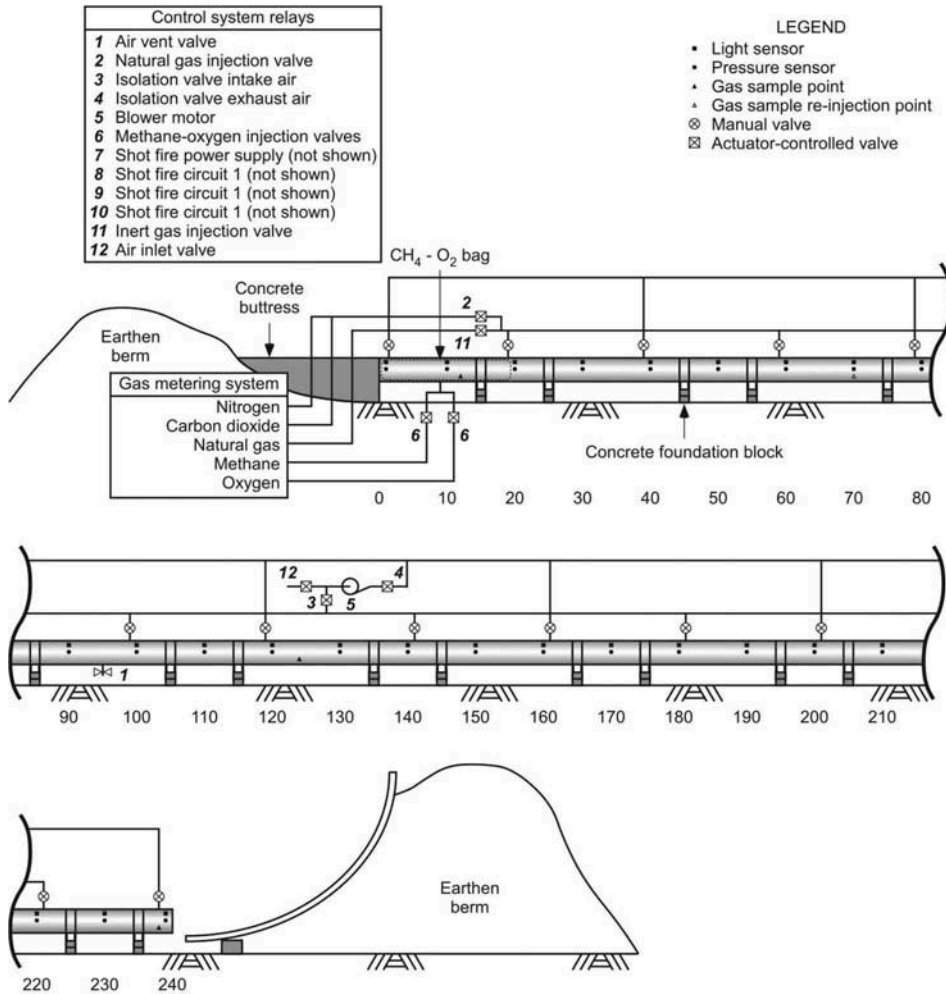 Control system relays
1 Air vent valve
2 Natural gas injection valve
3 Isolation valve intake air
4 Isolation valve exhaust air
5 Blower motor
6 Methane-oxygen injection valves
7 Shot fire power supply (not shown)
8 Shot fire circuit 1 (not shown)
9 Shot fire circuit 1 (not shown)
10 Shot fire circuit 1 (not shown)
11 Inert gas injection valve
12 Air inlet valve
LEGEND
Light sensor
Pressure sensor
Gas sample point
Gas sample re-injection point
Manual valve
Actuator-controlled valve
CH4 - O2 bag
Concrete
buttress
2
11
Earthen
berm
Gas metering system
Nitrogen
Carbon dioxide
Natural gas
Methane
Oxygen
6 6
Concrete foundation block
0 10 20 30 40 50 60 70 80
12 4
3 5
1
90 100 110 120 130 140 150 160 170 180 190 200 210
Earthen
berm
220 230 240